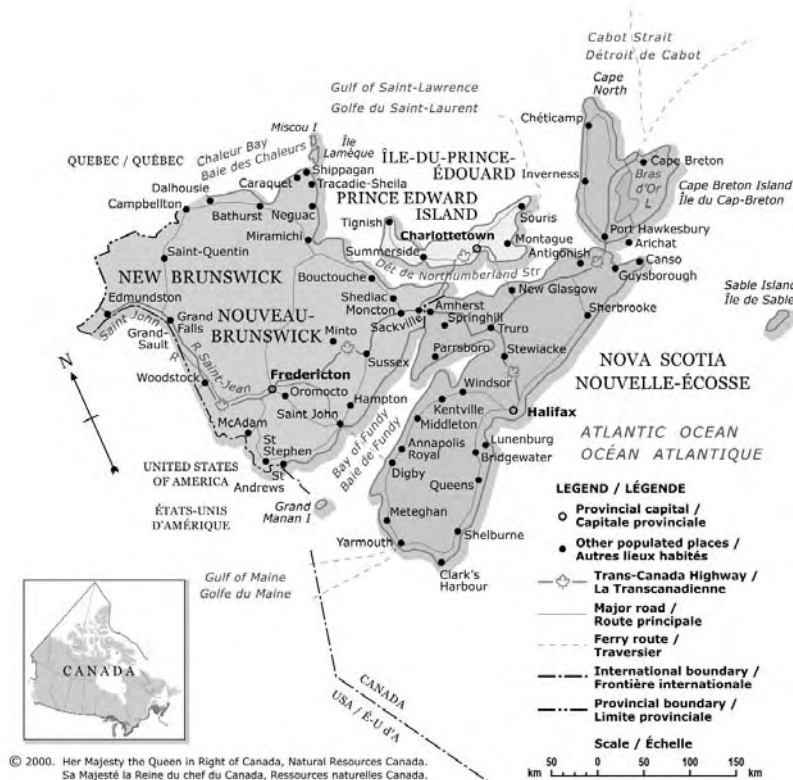 Cabot Strait
Détroit de Cabot
Cape
North
Gulf of Saint-Lawrence
Golfe du Saint-Laurent
Chéticamp
Miscou I
Île
Lamèque
Chaleur Bay
Baie des Chaleurs
QUEBEC / QUÉBEC
Shippagan
Caraquet
Tracadie-Sheila
Dalhousie
Campbellton
Bathurst
Neguac
Miramichi
ÎLE-DU-PRINCE-
ÉDOUARD
PRINCE EDWARD
ISLAND
Tignish
Charlottetown
Souris
Montague
Summerside
Inverness
Cape Breton
Bras
d'Or
L
Cape Breton Island
Île du Cap-Breton
Port Hawkesbury
Arichat
Antigonish
Canso
Guysborough
Dét de Northumberland Str
Saint-Quentin
NEW BRUNSWICK
NOUVEAU-
BRUNSWICK
Bouctouche
Edmundston
Saint John
R
Grand
Falls
Grand-
Sault
R Saint-Jean
Shediac
Moncton
Sackville
Minto
Sussex
Woodstock
Fredericton
Oromocto
Hampton
Saint John
McAdam
St
Stephen
St
Andrews
Amherst
Springhill
Parrsboro
New Glasgow
Truro
Stewiacke
Sherbrooke
Sable Island
Île de Sable
NOVA SCOTIA
NOUVELLE-ÉCOSSE
Windsor
Kentville
Middleton
Halifax
Annapolis
Royal
Digby
Lunenburg
Bridgewater
Queens
Meteghan
Yarmouth
Shelburne
Clark's
Harbour
Bay of Fundy
Baie de Fundy
Grand
Manan I
UNITED STATES
OF AMERICA
ÉTATS-UNIS
D'AMÉRIQUE
Gulf of Maine
Golfe du Maine
ATLANTIC OCEAN
OCÉAN ATLANTIQUE
N
CANADA
USA / É-U d'A
CANADA
LEGEND / LÉGENDE
Provincial capital /
Capitale provinciale
Other populated places /
Autres lieux habités
Trans-Canada Highway /
La Transcanadienne
Major road /
Route principale
Ferry route /
Traversier
International boundary /
Frontière internationale
Provincial boundary /
Limite provinciale
Scale / Échelle
50 0 50 100 150
km km
© 2000. Her Majesty the Queen in Right of Canada, Natural Resources Canada.
Sa Majesté la Reine du chef du Canada, Ressources naturelles Canada.